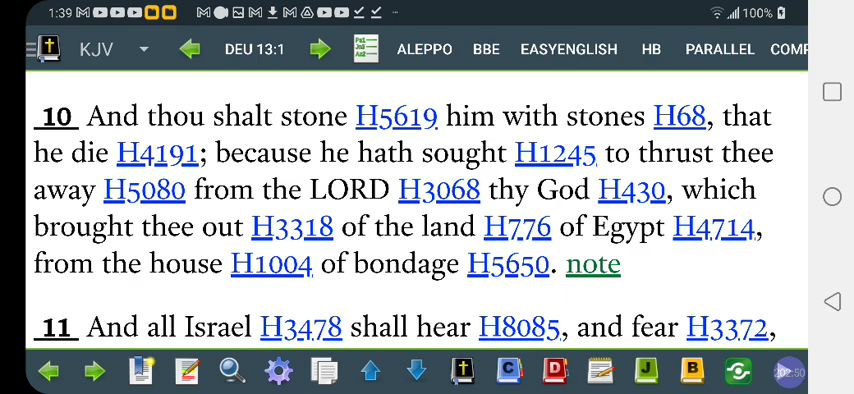 1:39 100%
KJV DEU 13:1 ALEPPO BBE EASYENGLISH HB PARALLEL COMP
10 And thou shalt stone H5619 him with stones H68, that
he die H4191; because he hath sought H1245 to thrust thee
away H5080 from the LORD H3068 thy God H430, which
brought thee out H3318 of the land H776 of Egypt H4714,
from the house H1004 of bondage H5650. note
11 And all Israel H3478 shall hear H8085, and fear H3372,
C D J B 202:50